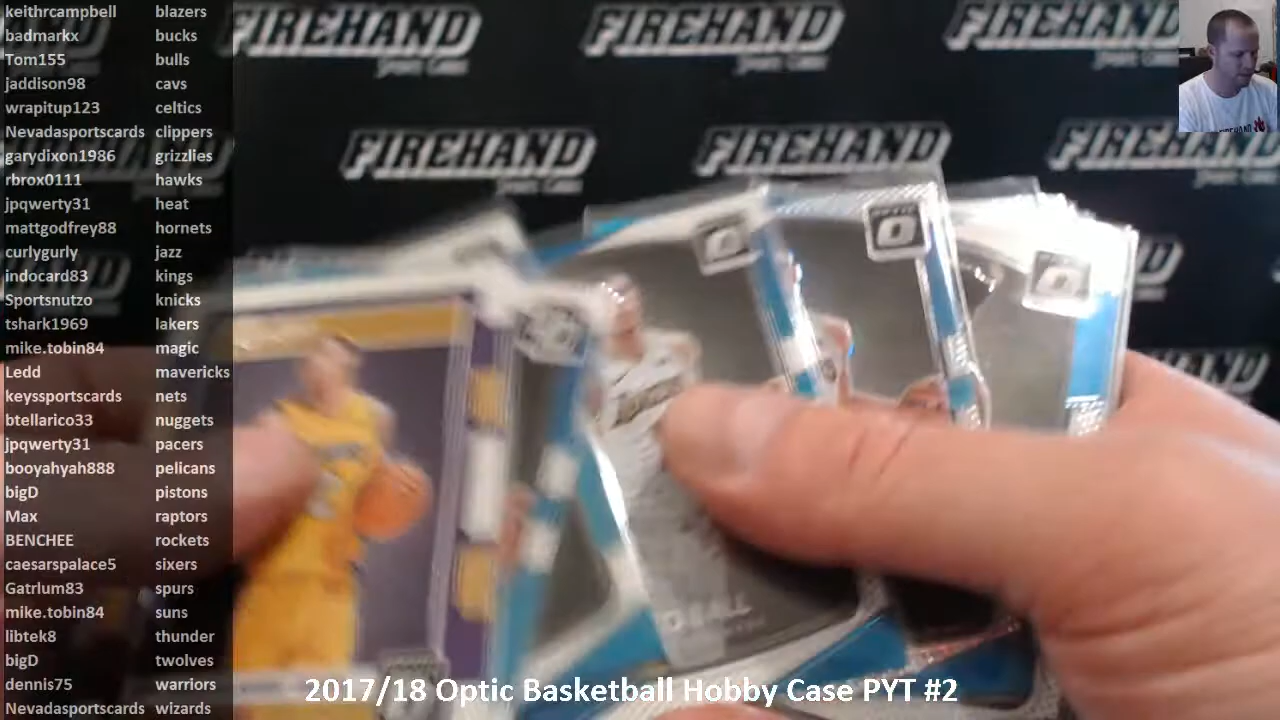 keithrcampbell blazers
badmarkx bucks
Tom155 bulls
jaddison98 cavs
wrapitup123 celtics
Nevadasportscards clippers
garydixon1986 grizzlies
rbrox0111 hawks
jpqwerty31 heat
mattgodfrey88 hornets
curlygurly jazz
indocard83 kings
Sportsnutzo knicks
tshark1969 lakers
mike.tobin84 magic
Ledd mavericks
keyssportscards nets
btellarico33 nuggets
jpqwerty31 pacers
booyahyah888 pelicans
bigD pistons
Max raptors
BENCHEE rockets
caesarspalace5 sixers
Gatrium83 spurs
mike.tobin84 suns
libtek8 thunder
bigD twolves
dennis75 warriors
Nevadasportscards wizards
FIREHAND
FIREHAND
FIREHAND
FIREHAND
FIREHAND
FIREHAND
BALL
2017/18 Optic Basketball Hobby Case PYT #2